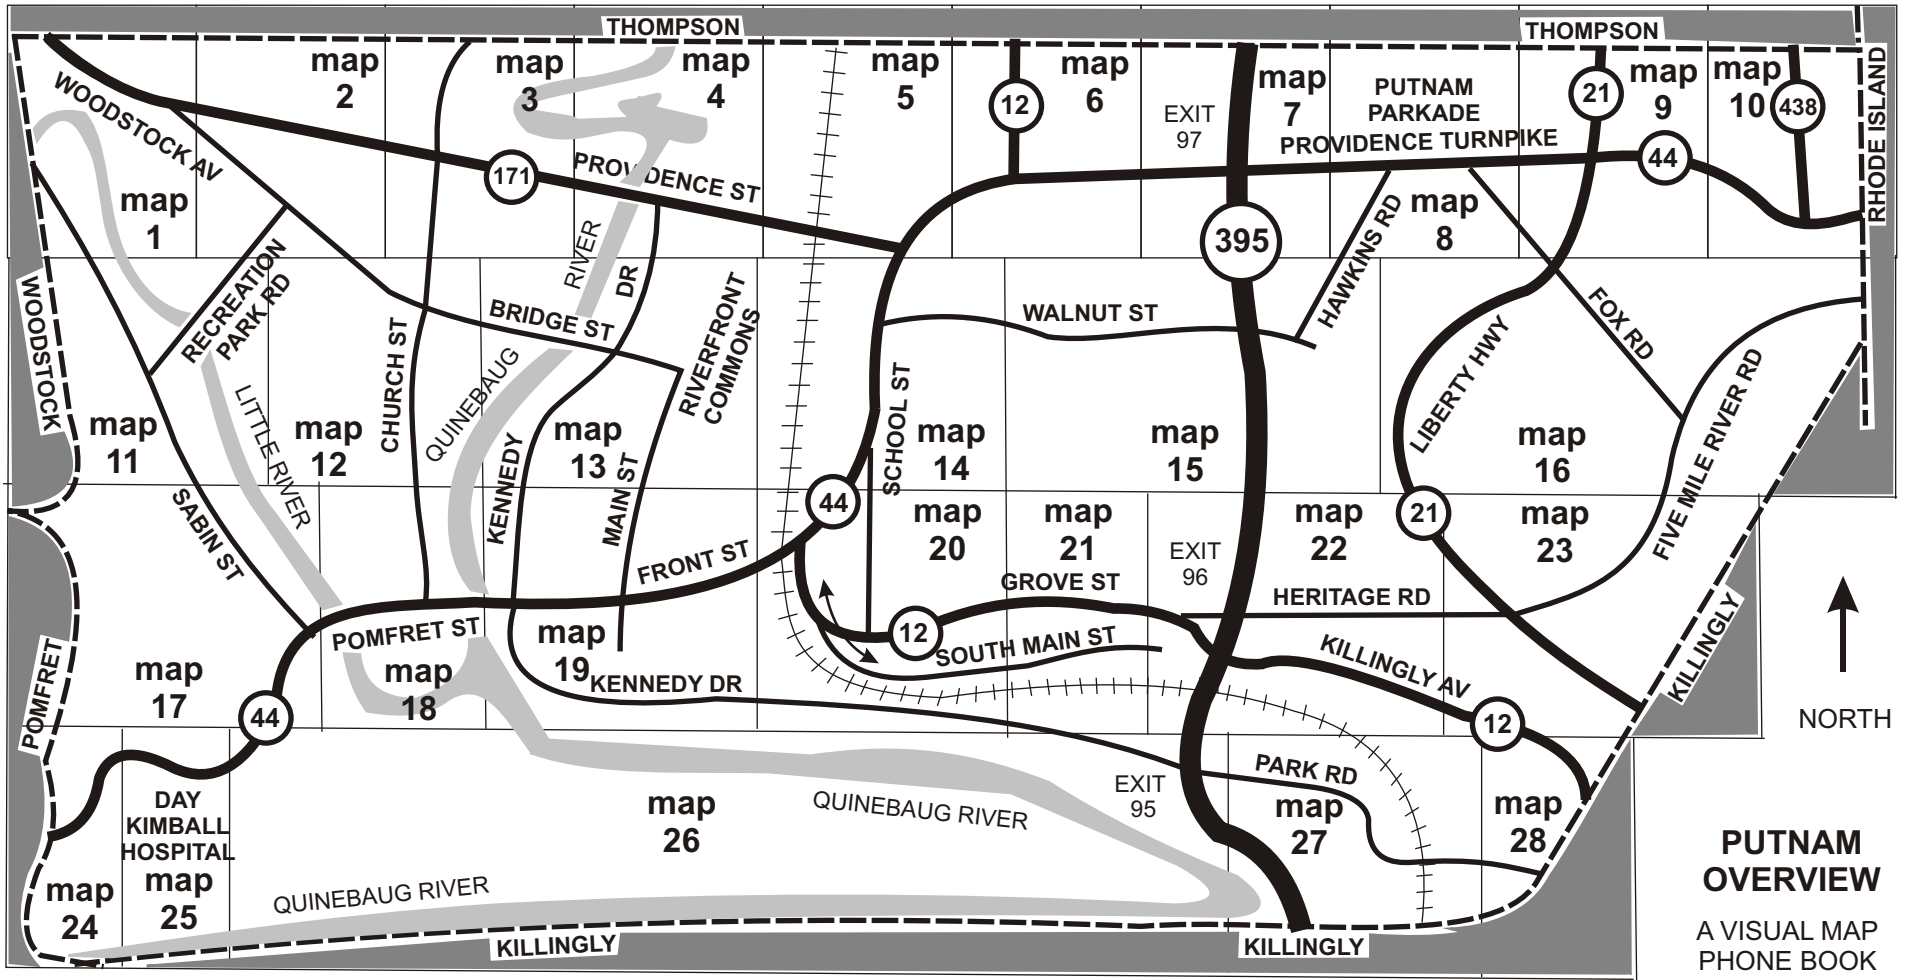 THOMPSON
THOMPSON
map
2
map
3
map
4
map
5
12
map
6
EXIT
97
map
7
PUTNAM
PARKADE
PROVIDENCE TURNPIKE
21
map
9
map
10
438
44
RHODE ISLAND
WOODSTOCK AV
171
PROVIDENCE ST
map
1
map
8
395
HAWKINS RD
RECREATION
PARK RD
WOODSTOCK
RIVER
DR
BRIDGE ST
RIVERFRONT
COMMONS
WALNUT ST
FOX RD
LIBERTY HWY
FIVE MILE RIVER RD
CHURCH ST
QUINEBAUG
LITTLE RIVER
SCHOOL ST
map
11
map
12
map
13
map
14
map
15
map
16
SABIN ST
KENNEDY
MAIN ST
44
map
20
map
21
map
22
21
map
23
EXIT
96
FRONT ST
GROVE ST
HERITAGE RD
POMFRET ST
12
SOUTH MAIN ST
KILLINGLY AV
KILLINGLY
POMFRET
map
17
map
18
map
19
KENNEDY DR
44
12
NORTH
PARK RD
EXIT
95
QUINEBAUG RIVER
DAY
KIMBALL
HOSPITAL
map
25
map
24
map
26
map
27
map
28
QUINEBAUG RIVER
KILLINGLY
KILLINGLY
PUTNAM
OVERVIEW
A VISUAL MAP
PHONE BOOK